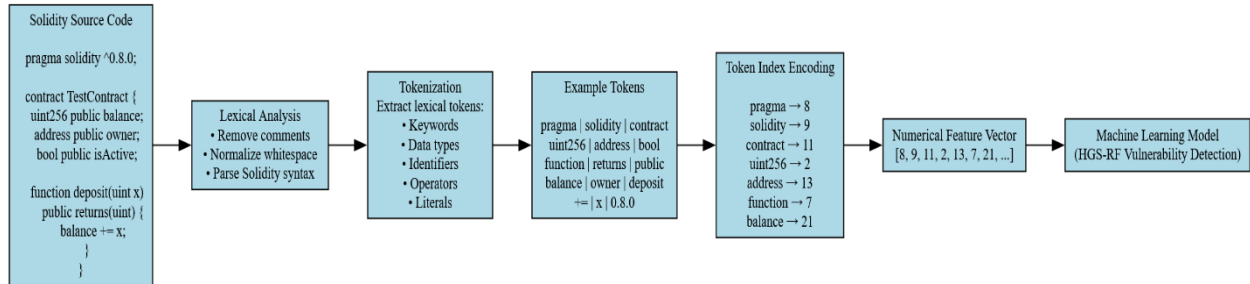 Solidity Source Code
pragma solidity ^0.8.0;
contract TestContract {
uint256 public balance;
address public owner;
bool public isActive;
function deposit(uint x)
public returns(uint) {
balance += x;
}
}
Lexical Analysis
• Remove comments
• Normalize whitespace
• Parse Solidity syntax
Tokenization
Extract lexical tokens:
• Keywords
• Data types
• Identifiers
• Operators
• Literals
Example Tokens
pragma | solidity | contract
uint256 | address | bool
function | returns | public
balance | owner | deposit
+= | x | 0.8.0
Token Index Encoding
pragma → 8
solidity → 9
contract → 11
uint256 → 2
address → 13
function → 7
balance → 21
Numerical Feature Vector
[8, 9, 11, 2, 13, 7, 21, ...]
Machine Learning Model
(HGS-RF Vulnerability Detection)